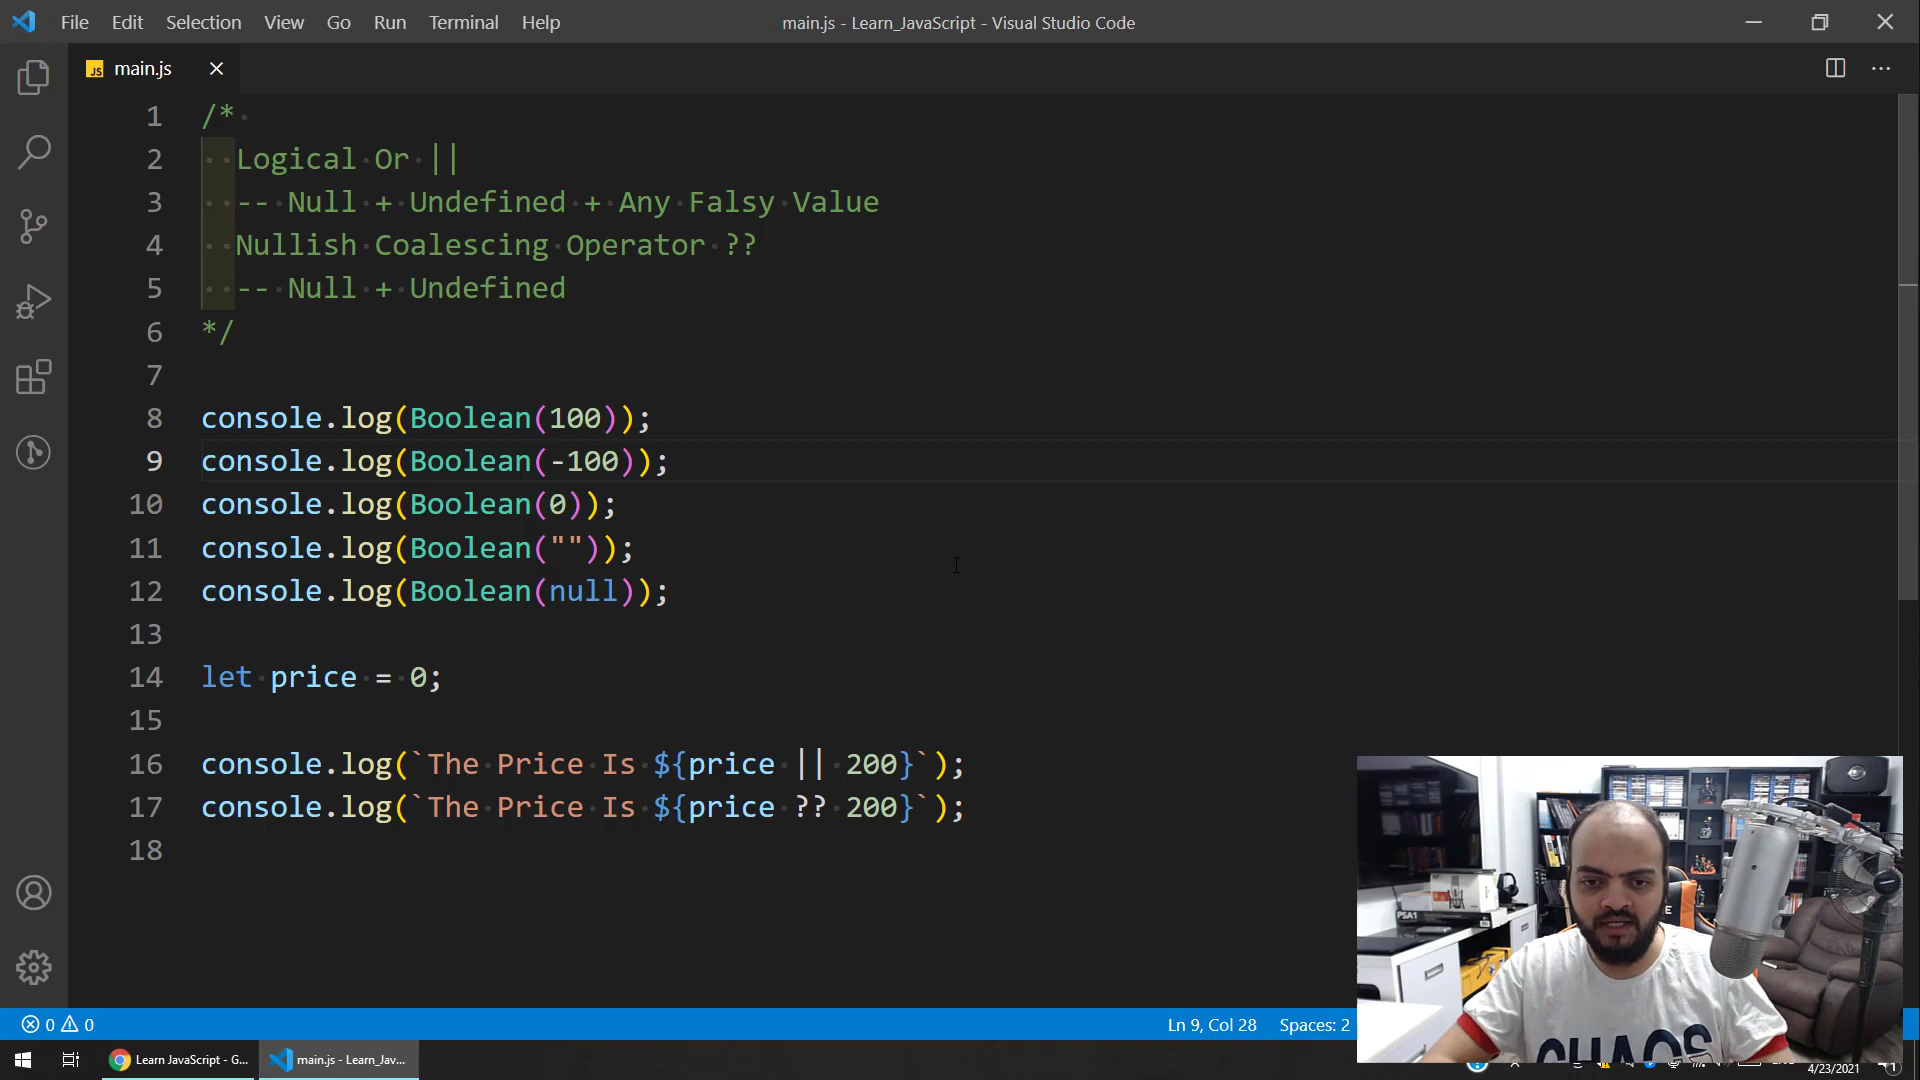 File Edit Selection View Go Run Terminal Help
main.js - Learn_JavaScript - Visual Studio Code
JS main.js
1 /*
2 Logical Or ||
3 -- Null + Undefined + Any Falsy Value
4 Nullish Coalescing Operator ??
5 -- Null + Undefined
6 */
7
8 console.log(Boolean(100));
9 console.log(Boolean(-100));
10 console.log(Boolean(0));
11 console.log(Boolean(""));
12 console.log(Boolean(null));
13
14 let price = 0;
15
16 console.log(`The Price Is ${price || 200}`);
17 console.log(`The Price Is ${price ?? 200}`);
18
PSA1
CHAOS
0 0
Ln 9, Col 28 Spaces: 2
Learn JavaScript - G...
main.js - Learn_Jav...
4/23/2021
1